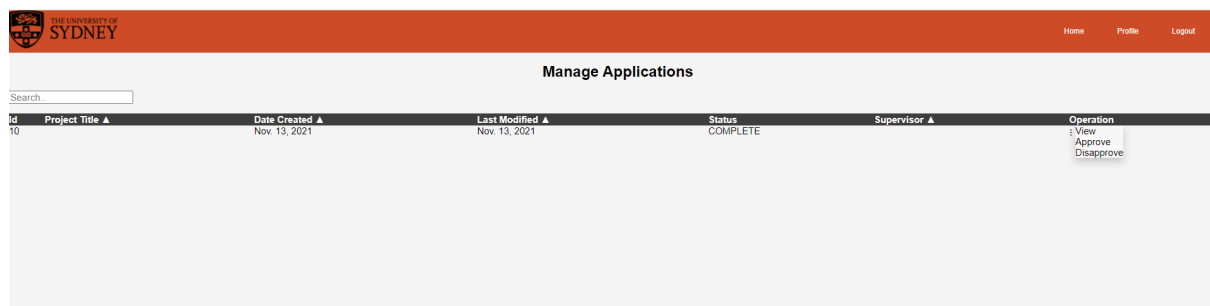 THE UNIVERSITY OF
SYDNEY
Home Profile Logout
Manage Applications
Search..
Id Project Title ▲ Date Created ▲ Last Modified ▲ Status Supervisor ▲ Operation
10 Nov. 13, 2021 Nov. 13, 2021 COMPLETE ⋮ View
Approve
Disapprove